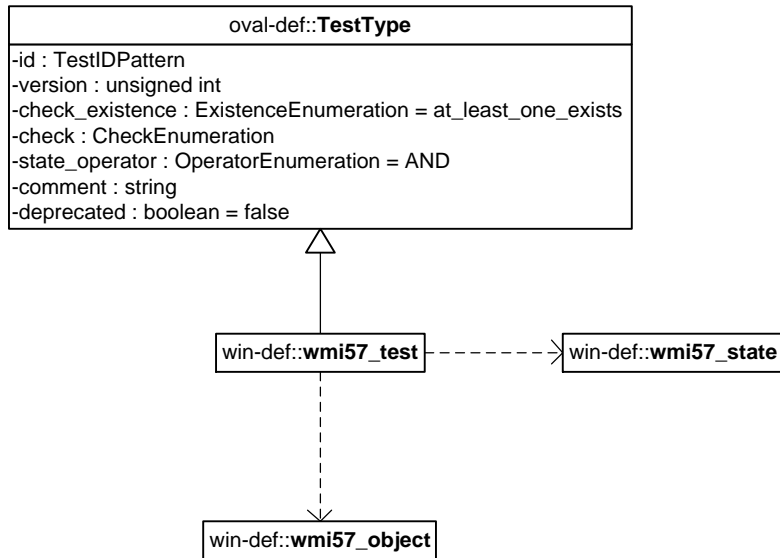 oval-def::TestType
-id : TestIDPattern
-version : unsigned int
-check_existence : ExistenceEnumeration = at_least_one_exists
-check : CheckEnumeration
-state_operator : OperatorEnumeration = AND
-comment : string
-deprecated : boolean = false
win-def::wmi57_test
win-def::wmi57_state
win-def::wmi57_object